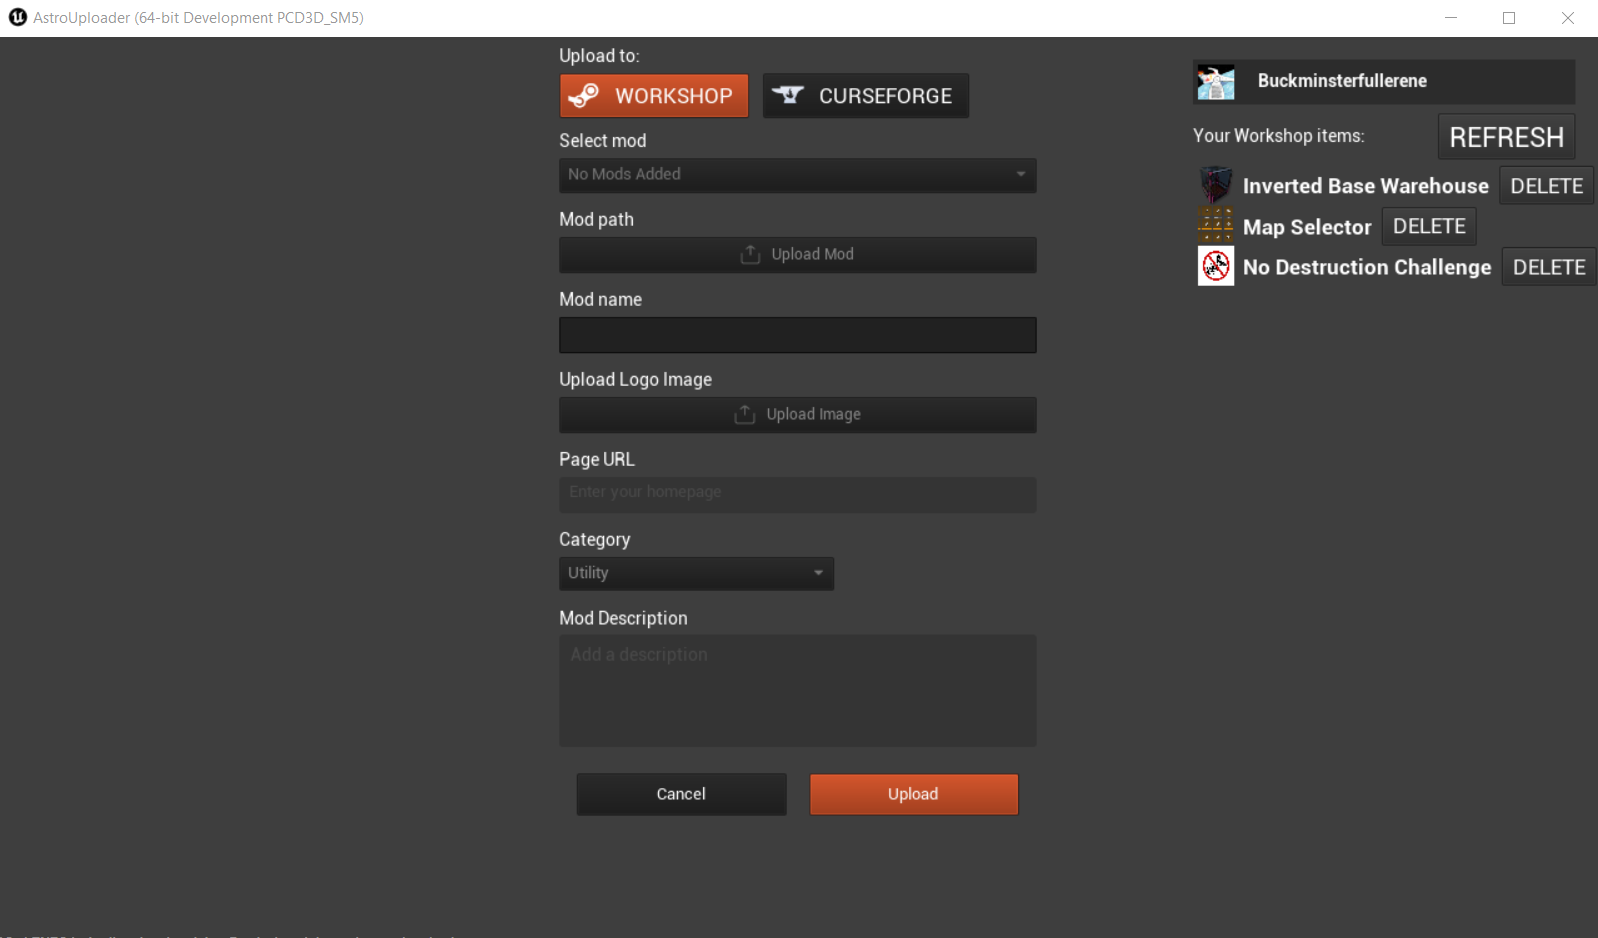 AstroUploader (64-bit Development PCD3D_SM5)
Upload to:
WORKSHOP
CURSEFORGE
Select mod
No Mods Added
Mod path
Upload Mod
Mod name
Upload Logo Image
Upload Image
Page URL
Enter your homepage
Category
Utility
Mod Description
Add a description
Cancel
Upload
Buckminsterfullerene
Your Workshop items:
REFRESH
Inverted Base Warehouse DELETE
Map Selector DELETE
No Destruction Challenge DELETE